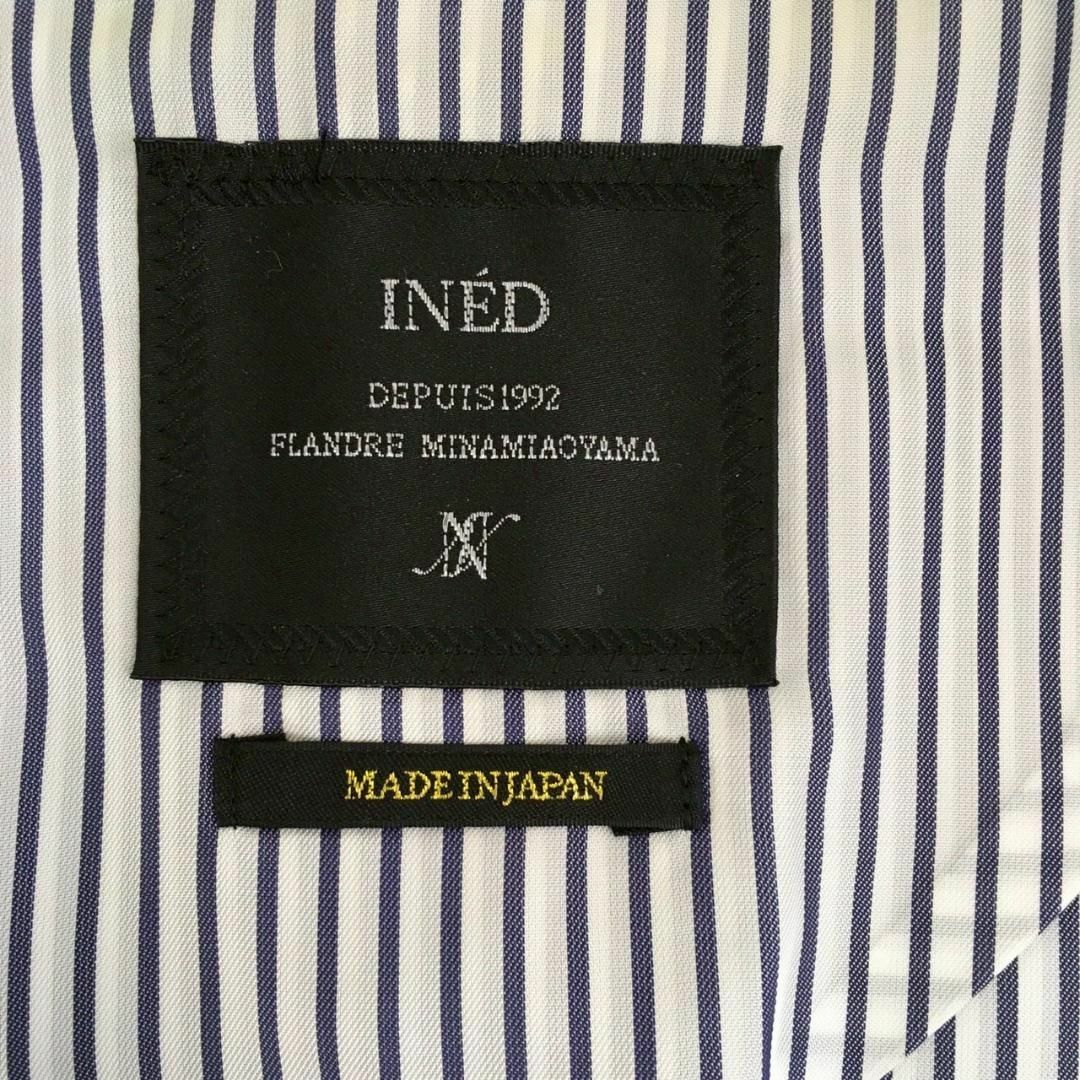 INÉD
DEPUIS1992
FLANDRE MINAMIAOYAMA
MADE IN JAPAN